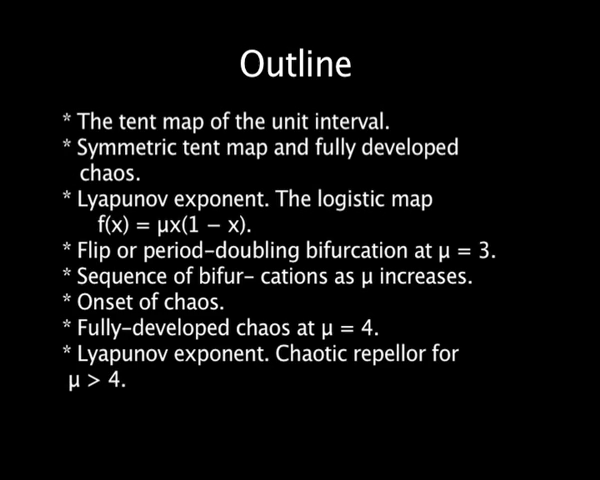 Outline
* The tent map of the unit interval.
* Symmetric tent map and fully developed
chaos.
* Lyapunov exponent. The logistic map
f(x) = μx(1 − x).
* Flip or period–doubling bifurcation at μ = 3.
* Sequence of bifur– cations as μ increases.
* Onset of chaos.
* Fully–developed chaos at μ = 4.
* Lyapunov exponent. Chaotic repellor for
μ > 4.